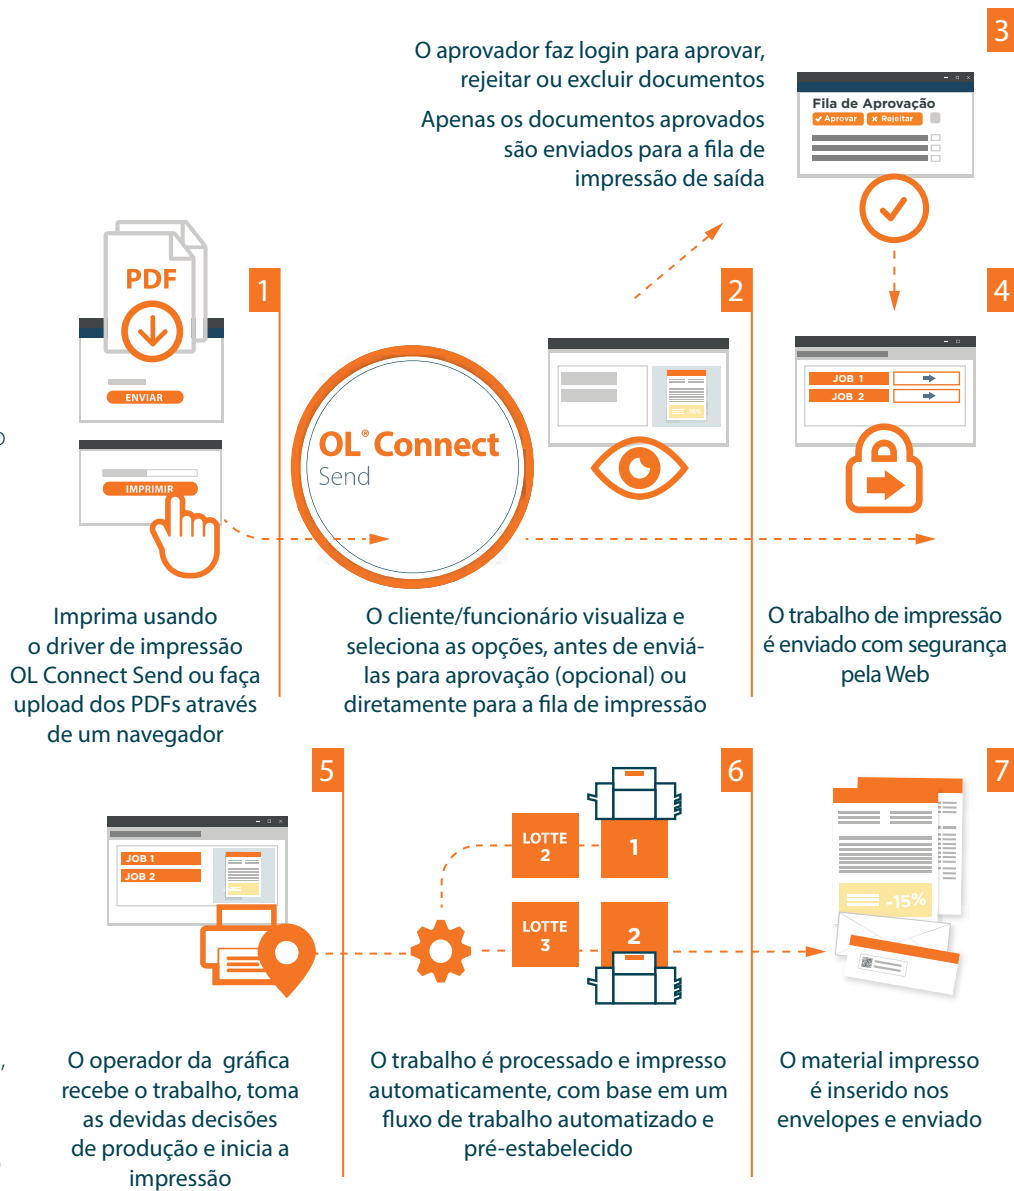 3
O aprovador faz login para aprovar,
rejeitar ou excluir documentos
Apenas os documentos aprovados
são enviados para a fila de
impressão de saída
Fila de Aprovação
Aprovar
Rejeitar
1
PDF
ENVIAR
IMPRIMIR
Imprima usando
o driver de impressão
OL Connect Send ou faça
upload dos PDFs através
de um navegador
2
OL® Connect
Send
-15%
O cliente/funcionário visualiza e
seleciona as opções, antes de enviá-
las para aprovação (opcional) ou
diretamente para a fila de impressão
4
JOB 1
JOB 2
O trabalho de impressão
é enviado com segurança
pela Web
5
JOB 1
JOB 2
O operador da gráfica
recebe o trabalho, toma
as devidas decisões
de produção e inicia a
impressão
6
LOTTE
2
1
LOTTE
3
2
O trabalho é processado e impresso
automaticamente, com base em um
fluxo de trabalho automatizado e
pré-estabelecido
7
-15%
O material impresso
é inserido nos
envelopes e enviado